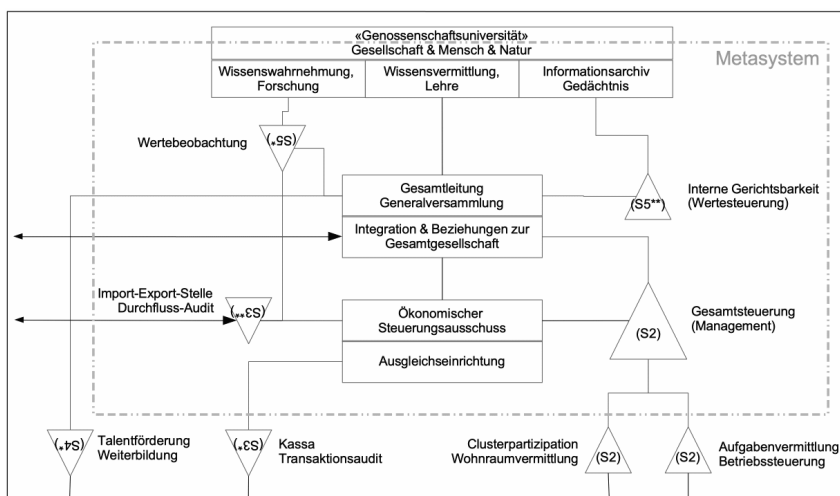 «Genossenschaftsuniversität»
Gesellschaft & Mensch & Natur
Wissenswahrnehmung,
Forschung
Wissensvermittlung,
Lehre
Informationsarchiv
Gedächtnis
Metasystem
Wertebeobachtung
(S5*)
Gesamtleitung
Generalversammlung
(S5**)
Interne Gerichtsbarkeit
(Wertesteuerung)
Integration & Beziehungen zur
Gesamtgesellschaft
Import-Export-Stelle
Durchfluss-Audit
(S3**)
Ökonomischer
Steuerungsausschuss
(S2)
Gesamtsteuerung
(Management)
Ausgleichseinrichtung
(S4*)
Talentförderung
Weiterbildung
(S3*)
Kassa
Transaktionsaudit
Clusterpartizipation
Wohnraumvermittlung
(S2)
(S2)
Aufgabenvermittlung
Betriebssteuerung